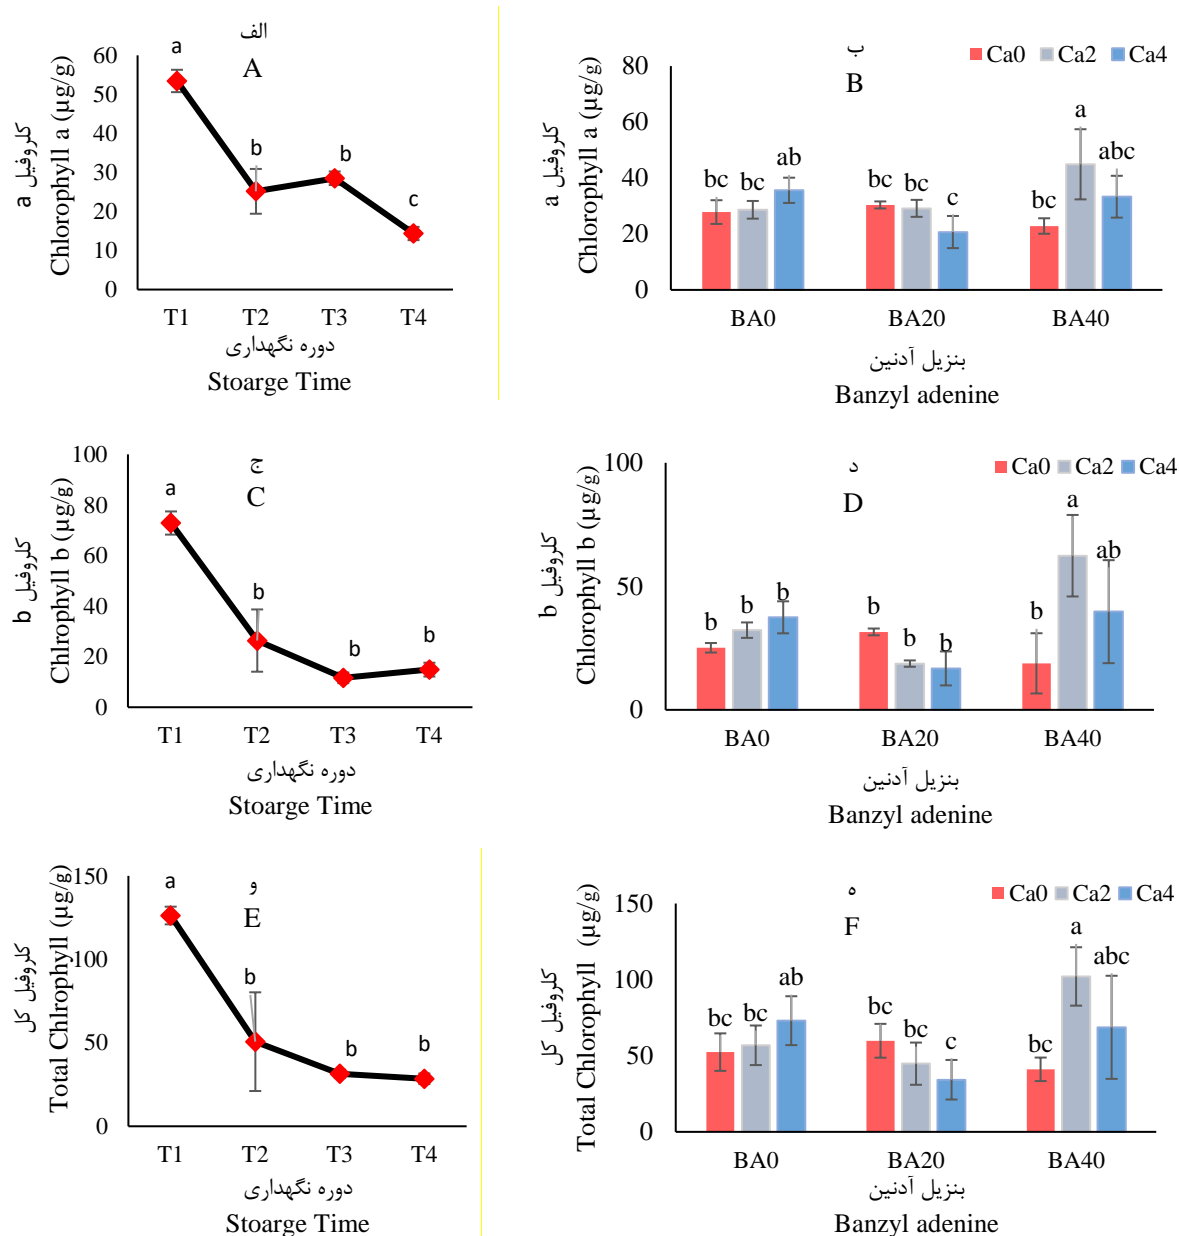 الف
A
a
b
b
c
60
50
40
30
20
10
0
کلروفیل a
Chlorophyll a (µg/g)
T1 T2 T3 T4
دوره نگهداری
Stoarge Time
ب
B
Ca0 Ca2 Ca4
80
60
40
20
0
کلروفیل a
Chlorophyll a (µg/g)
bc bc ab
bc bc c
bc a abc
BA0 BA20 BA40
بنزیل آدنین
Banzyl adenine
ج
C
a
b
b
b
100
80
60
40
20
0
کلروفیل b
Chlrophyll b (µg/g)
T1 T2 T3 T4
دوره نگهداری
Stoarge Time
د
D
Ca0 Ca2 Ca4
100
50
0
کلروفیل b
Chlorophyll b (µg/g)
b b b
b b b
b a ab
BA0 BA20 BA40
بنزیل آدنین
Banzyl adenine
و
E
a
b
b
b
150
100
50
0
کلروفیل کل
Total Chlrophyll (µg/g)
T1 T2 T3 T4
دوره نگهداری
Stoarge Time
ه
F
Ca0 Ca2 Ca4
150
100
50
0
کلروفیل کل
Total Chlorophyll (µg/g)
bc bc ab
bc bc c
bc a abc
BA0 BA20 BA40
بنزیل آدنین
Banzyl adenine